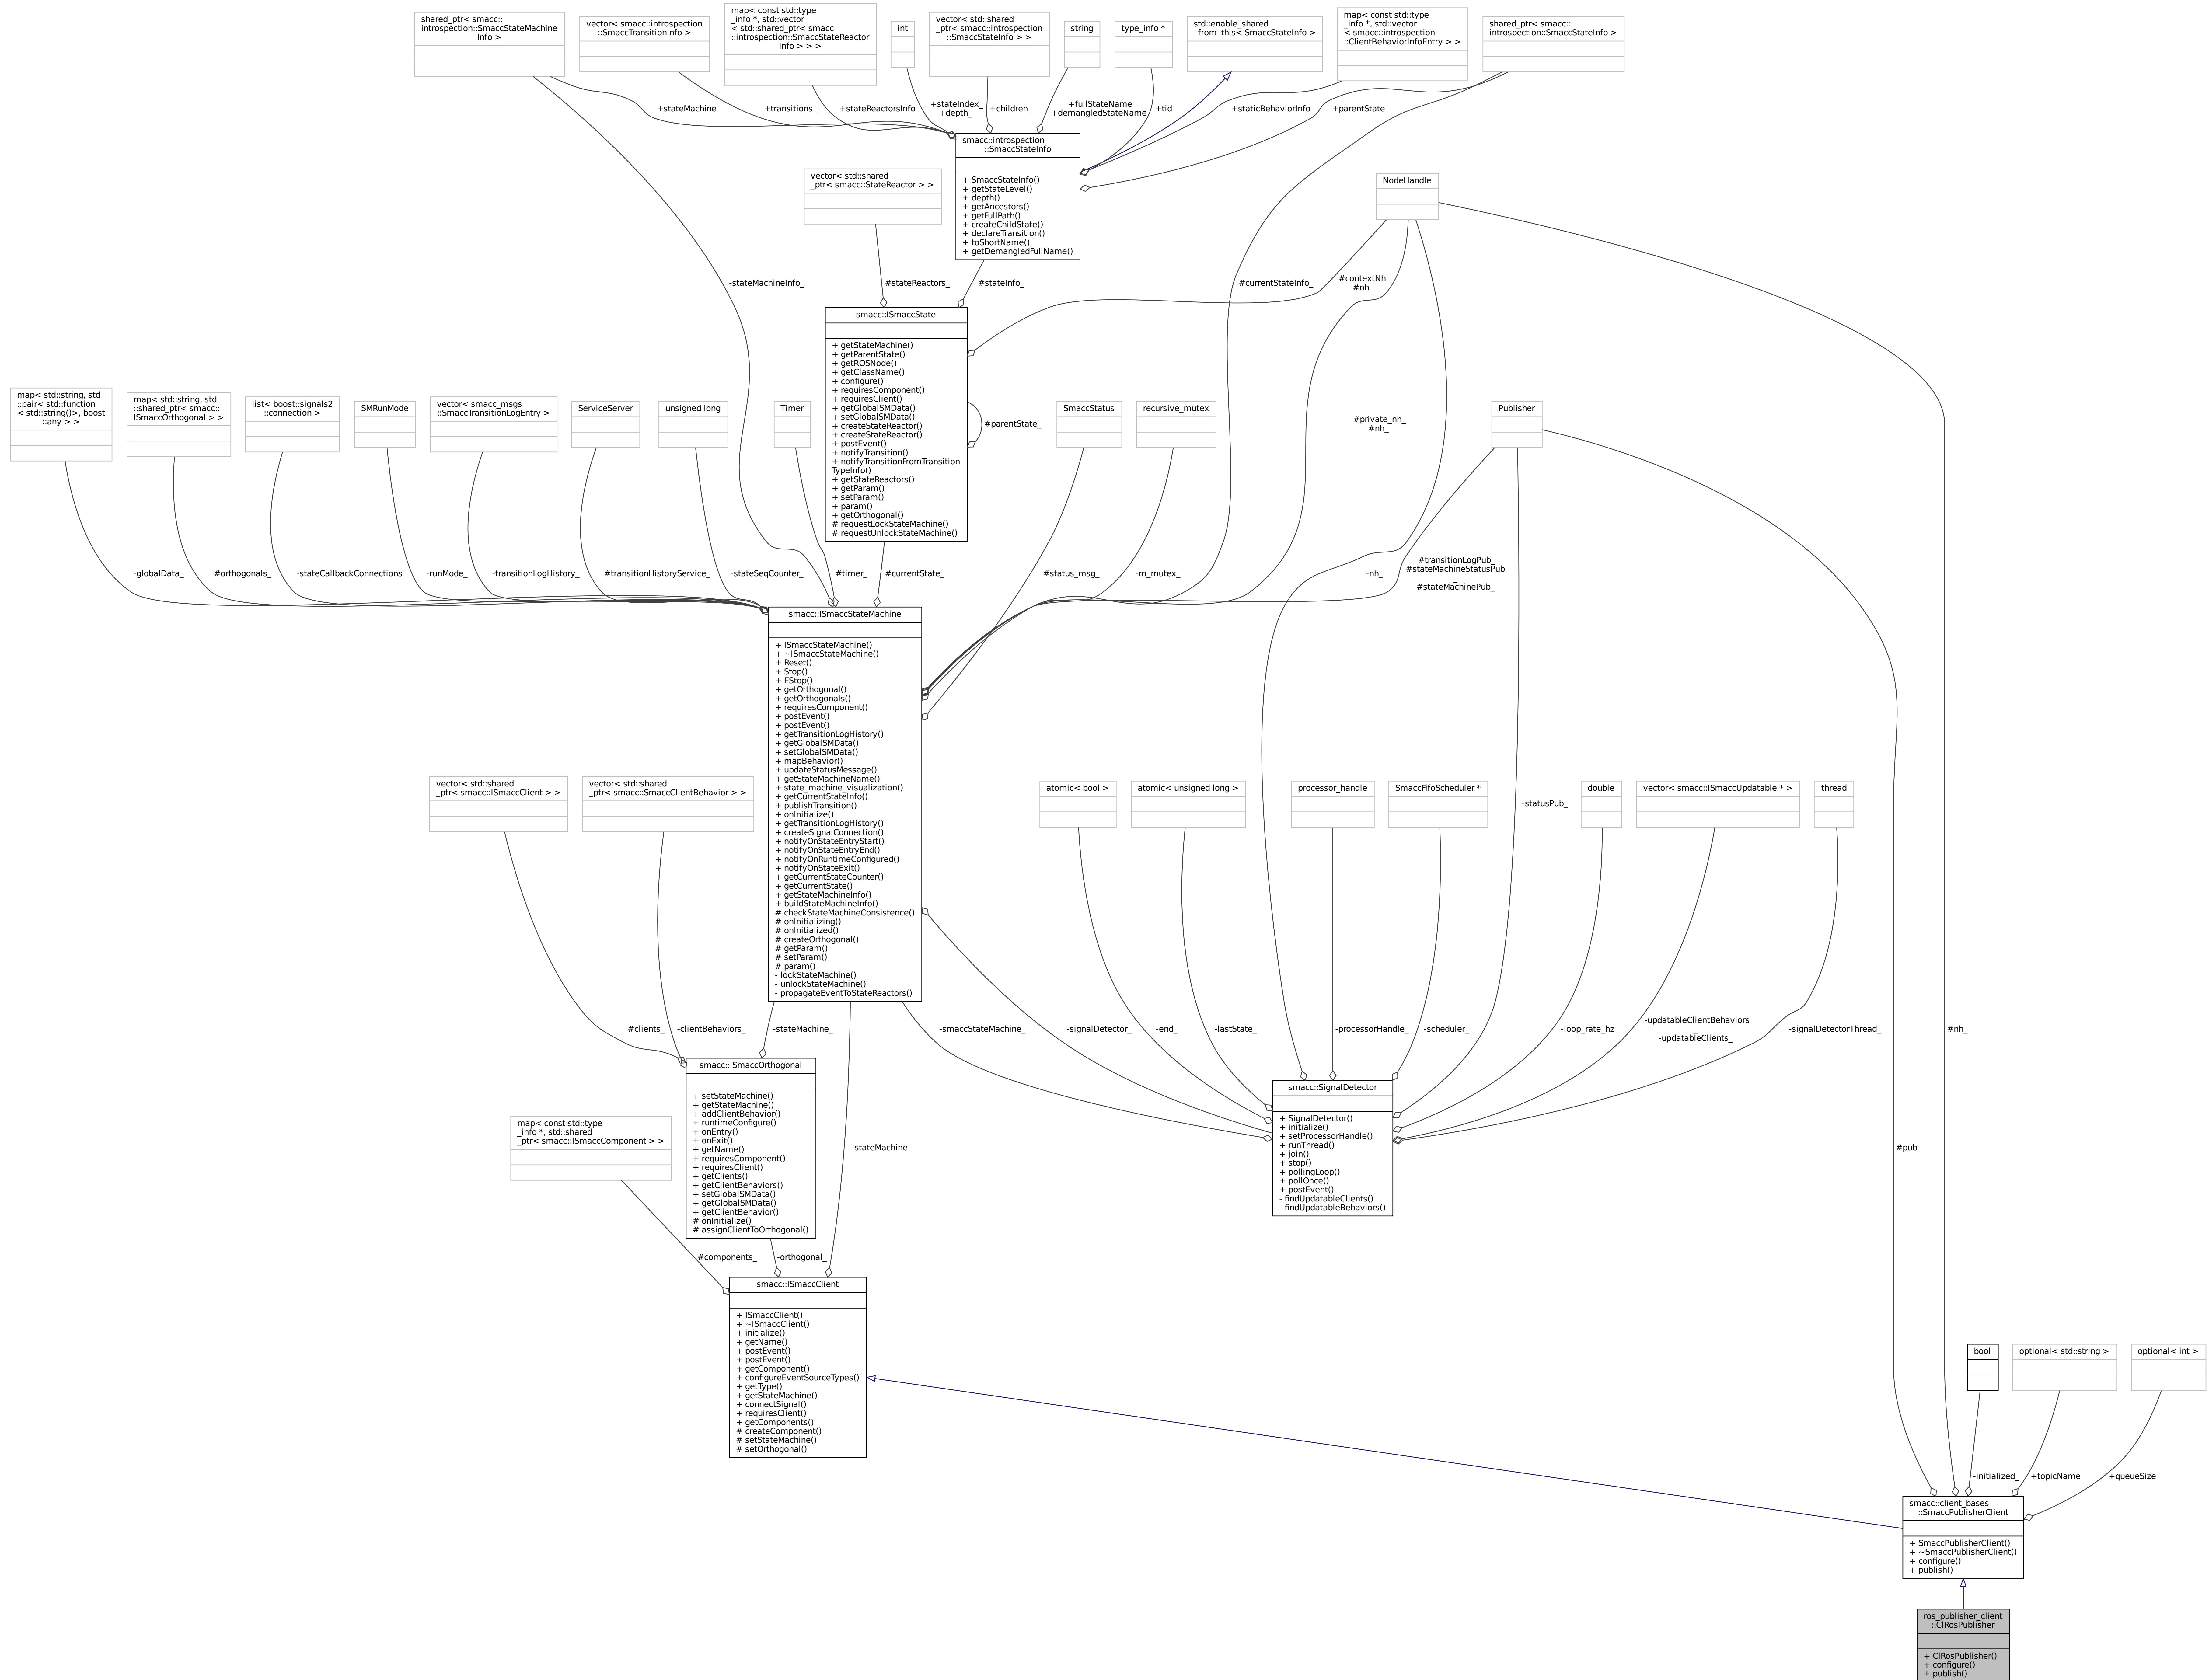 shared_ptr< smacc::
introspection::SmaccStateMachine
Info >
vector< smacc::introspection
::SmaccTransitionInfo >
map< const std::type
_info *, std::vector
< std::shared_ptr< smacc
::introspection::SmaccStateReactor
Info > > >
int
vector< std::shared
_ptr< smacc::introspection
::SmaccStateInfo > >
string
type_info *
std::enable_shared
_from_this< SmaccStateInfo >
map< const std::type
_info *, std::vector
< smacc::introspection
::ClientBehaviorInfoEntry > >
shared_ptr< smacc::
introspection::SmaccStateInfo >
+stateMachine_
+transitions_
+stateReactorsInfo
+stateIndex_
+depth_
+children_
+fullStateName
+demangledStateName
+tid_
+staticBehaviorInfo
+parentState_
smacc::introspection
::SmaccStateInfo
+ SmaccStateInfo()
+ getStateLevel()
+ depth()
+ getAncestors()
+ getFullPath()
+ createChildState()
+ declareTransition()
+ toShortName()
+ getDemangledFullName()
vector< std::shared
_ptr< smacc::StateReactor > >
NodeHandle
-stateMachineInfo_
#stateReactors_
#stateInfo_
#currentStateInfo_
#contextNh
#nh
smacc::ISmaccState
+ getStateMachine()
+ getParentState()
+ getROSNode()
+ getClassName()
+ configure()
+ requiresComponent()
+ requiresClient()
+ getGlobalSMData()
+ setGlobalSMData()
+ createStateReactor()
+ createStateReactor()
+ postEvent()
+ notifyTransition()
+ notifyTransitionFromTransition
TypeInfo()
+ getStateReactors()
+ getParam()
+ setParam()
+ param()
+ getOrthogonal()
# requestLockStateMachine()
# requestUnlockStateMachine()
#parentState_
#private_nh_
#nh_
map< std::string, std
::pair< std::function
< std::string()>, boost
::any > >
map< std::string, std
::shared_ptr< smacc::
ISmaccOrthogonal > >
list< boost::signals2
::connection >
SMRunMode
vector< smacc_msgs
::SmaccTransitionLogEntry >
ServiceServer
unsigned long
Timer
SmaccStatus
recursive_mutex
Publisher
-globalData_
#orthogonals_
-stateCallbackConnections
-runMode_
-transitionLogHistory_
#transitionHistoryService_
-stateSeqCounter_
#timer_
#currentState_
#status_msg_
-m_mutex_
-nh_
#transitionLogPub_
#stateMachineStatusPub
_
#stateMachinePub_
smacc::ISmaccStateMachine
+ ISmaccStateMachine()
+ ~ISmaccStateMachine()
+ Reset()
+ Stop()
+ EStop()
+ getOrthogonal()
+ getOrthogonals()
+ requiresComponent()
+ postEvent()
+ postEvent()
+ getTransitionLogHistory()
+ getGlobalSMData()
+ setGlobalSMData()
+ mapBehavior()
+ updateStatusMessage()
+ getStateMachineName()
+ state_machine_visualization()
+ getCurrentStateInfo()
+ publishTransition()
+ onInitialize()
+ getTransitionLogHistory()
+ createSignalConnection()
+ notifyOnStateEntryStart()
+ notifyOnStateEntryEnd()
+ notifyOnRuntimeConfigured()
+ notifyOnStateExit()
+ getCurrentStateCounter()
+ getCurrentState()
+ getStateMachineInfo()
+ buildStateMachineInfo()
# checkStateMachineConsistence()
# onInitializing()
# onInitialized()
# createOrthogonal()
# getParam()
# setParam()
# param()
- lockStateMachine()
- unlockStateMachine()
- propagateEventToStateReactors()
vector< std::shared
_ptr< smacc::ISmaccClient > >
vector< std::shared
_ptr< smacc::SmaccClientBehavior > >
atomic< bool >
atomic< unsigned long >
processor_handle
SmaccFifoScheduler *
-statusPub_
double
vector< smacc::ISmaccUpdatable * >
thread
#clients_
-clientBehaviors_
-stateMachine_
-smaccStateMachine_
-signalDetector_
-end_
-lastState_
-processorHandle_
-scheduler_
-loop_rate_hz
-updatableClientBehaviors
_
-updatableClients_
-signalDetectorThread_
#nh_
smacc::ISmaccOrthogonal
+ setStateMachine()
+ getStateMachine()
+ addClientBehavior()
+ runtimeConfigure()
+ onEntry()
+ onExit()
+ getName()
+ requiresComponent()
+ requiresClient()
+ getClients()
+ getClientBehaviors()
+ setGlobalSMData()
+ getGlobalSMData()
+ getClientBehavior()
# onInitialize()
# assignClientToOrthogonal()
smacc::SignalDetector
+ SignalDetector()
+ initialize()
+ setProcessorHandle()
+ runThread()
+ join()
+ stop()
+ pollingLoop()
+ pollOnce()
+ postEvent()
- findUpdatableClients()
- findUpdatableBehaviors()
map< const std::type
_info *, std::shared
_ptr< smacc::ISmaccComponent > >
-stateMachine_
#pub_
#components_
-orthogonal_
smacc::ISmaccClient
+ ISmaccClient()
+ ~ISmaccClient()
+ initialize()
+ getName()
+ postEvent()
+ postEvent()
+ getComponent()
+ configureEventSourceTypes()
+ getType()
+ getStateMachine()
+ connectSignal()
+ requiresClient()
+ getComponents()
# createComponent()
# setStateMachine()
# setOrthogonal()
bool
optional< std::string >
optional< int >
-initialized_
+topicName
+queueSize
smacc::client_bases
::SmaccPublisherClient
+ SmaccPublisherClient()
+ ~SmaccPublisherClient()
+ configure()
+ publish()
ros_publisher_client
::ClRosPublisher
+ ClRosPublisher()
+ configure()
+ publish()